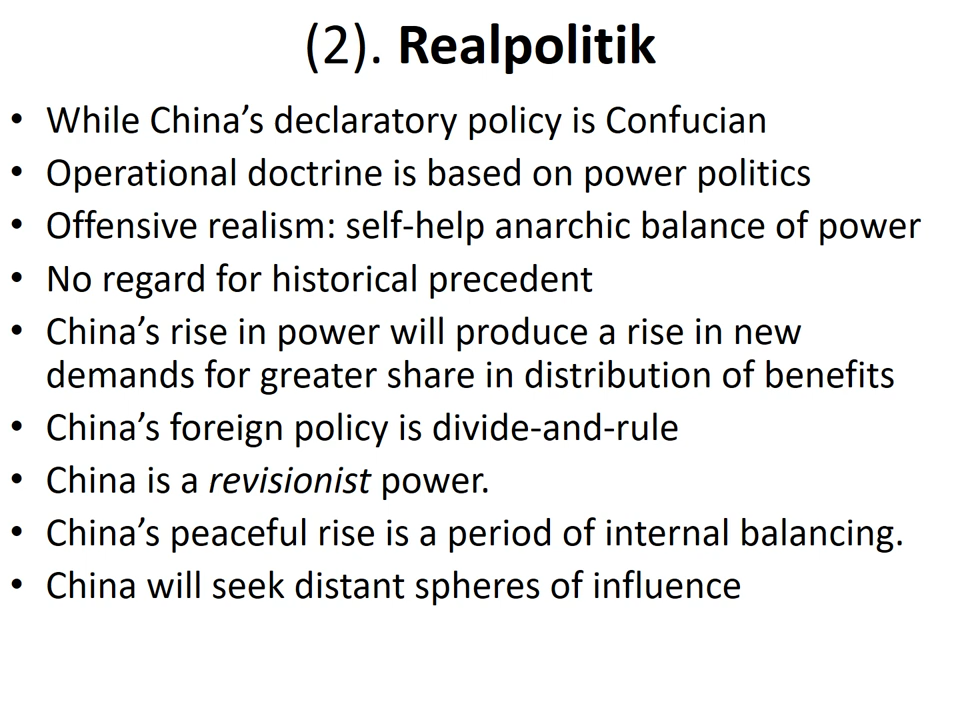 (2). Realpolitik
• While China’s declaratory policy is Confucian
• Operational doctrine is based on power politics
• Offensive realism: self-help anarchic balance of power
• No regard for historical precedent
• China’s rise in power will produce a rise in new
demands for greater share in distribution of benefits
• China’s foreign policy is divide-and-rule
• China is a revisionist power.
• China’s peaceful rise is a period of internal balancing.
• China will seek distant spheres of influence